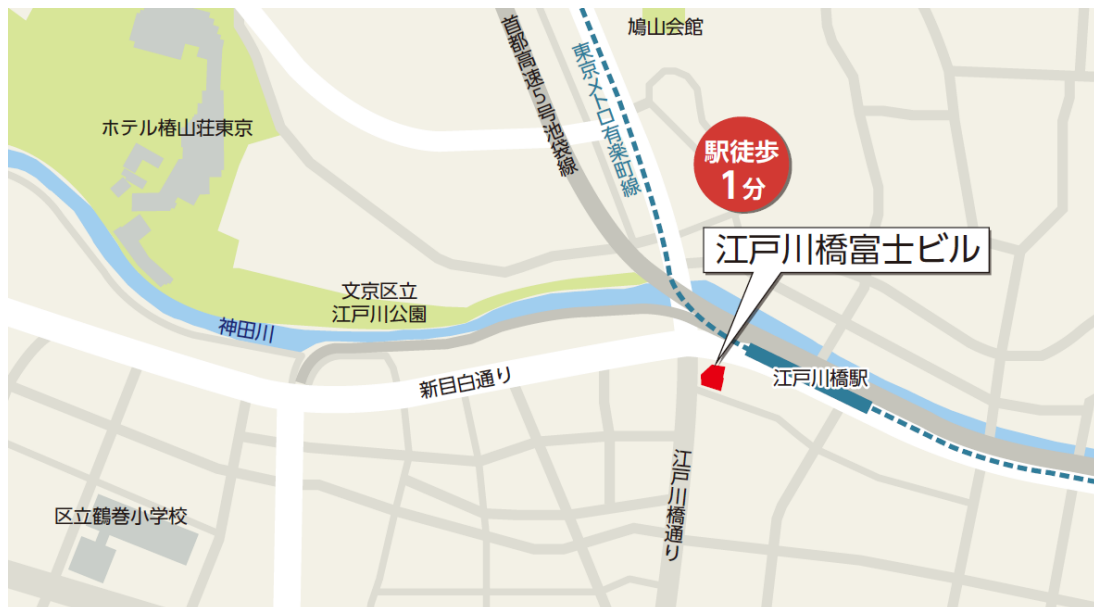 鳩山会館
首都高速5号池袋線
東京メトロ有楽町線
ホテル椿山荘東京
駅徒歩
1分
江戸川橋富士ビル
文京区立
江戸川公園
神田川
新目白通り
江戸川橋駅
江戸川橋通り
区立鶴巻小学校